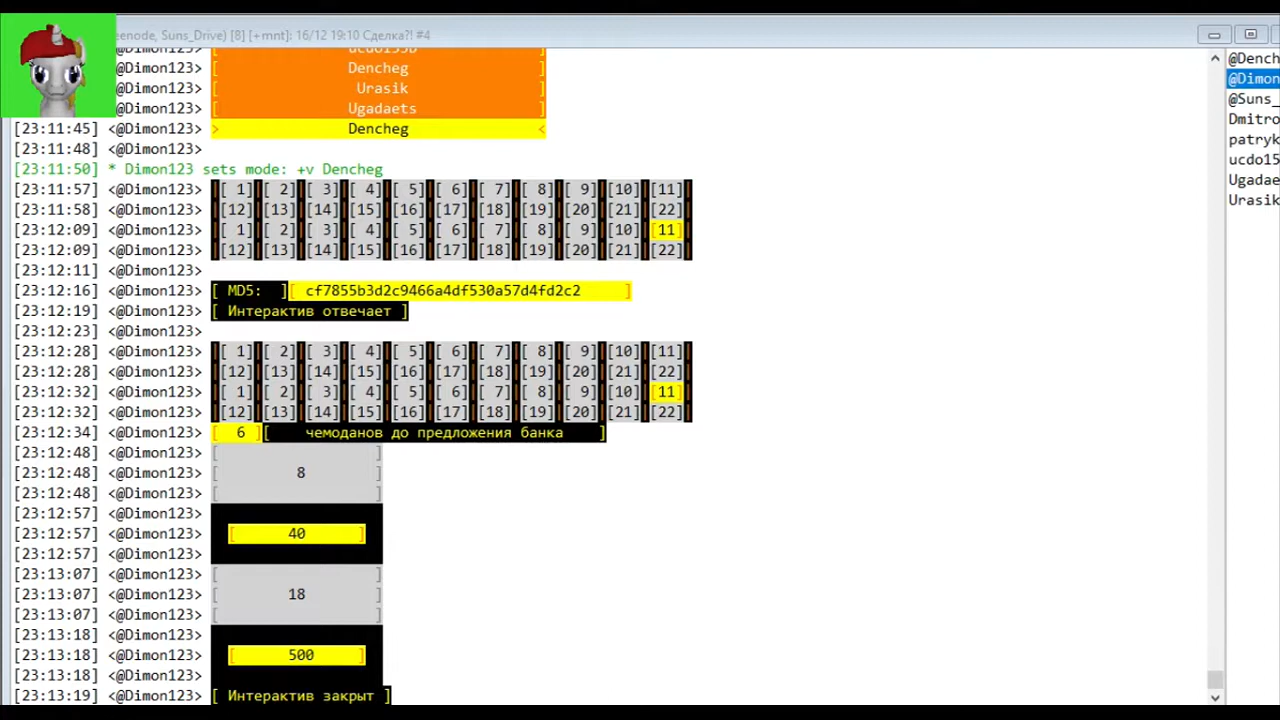 eenode, Suns_Drive) [8] [+mnt]: 16/12 19:10 Сделка?! #4
<@Dimon123> [ ucdo155b ]
<@Dimon123> [ Dencheg ]
<@Dimon123> [ Urasik ]
<@Dimon123> [ Ugadaets ]
[23:11:45] <@Dimon123> > Dencheg <
[23:11:48] <@Dimon123>
[23:11:50] * Dimon123 sets mode: +v Dencheg
[23:11:57] <@Dimon123> |[ 1]|[ 2]|[ 3]|[ 4]|[ 5]|[ 6]|[ 7]|[ 8]|[ 9]|[10]|[11]|
[23:11:58] <@Dimon123> |[12]|[13]|[14]|[15]|[16]|[17]|[18]|[19]|[20]|[21]|[22]|
[23:12:09] <@Dimon123> |[ 1]|[ 2]|[ 3]|[ 4]|[ 5]|[ 6]|[ 7]|[ 8]|[ 9]|[10]|[11]|
[23:12:09] <@Dimon123> |[12]|[13]|[14]|[15]|[16]|[17]|[18]|[19]|[20]|[21]|[22]|
[23:12:11] <@Dimon123>
[23:12:16] <@Dimon123> [ MD5: ][ cf7855b3d2c9466a4df530a57d4fd2c2 ]
[23:12:19] <@Dimon123> [ Интерактив отвечает ]
[23:12:23] <@Dimon123>
[23:12:28] <@Dimon123> |[ 1]|[ 2]|[ 3]|[ 4]|[ 5]|[ 6]|[ 7]|[ 8]|[ 9]|[10]|[11]|
[23:12:28] <@Dimon123> |[12]|[13]|[14]|[15]|[16]|[17]|[18]|[19]|[20]|[21]|[22]|
[23:12:32] <@Dimon123> |[ 1]|[ 2]|[ 3]|[ 4]|[ 5]|[ 6]|[ 7]|[ 8]|[ 9]|[10]|[11]|
[23:12:32] <@Dimon123> |[12]|[13]|[14]|[15]|[16]|[17]|[18]|[19]|[20]|[21]|[22]|
[23:12:34] <@Dimon123> [ 6 ][ чемоданов до предложения банка ]
[23:12:48] <@Dimon123> [ ]
[23:12:48] <@Dimon123> [ 8 ]
[23:12:48] <@Dimon123> [ ]
[23:12:57] <@Dimon123>
[23:12:57] <@Dimon123> [ 40 ]
[23:12:57] <@Dimon123>
[23:13:07] <@Dimon123> [ ]
[23:13:07] <@Dimon123> [ 18 ]
[23:13:07] <@Dimon123> [ ]
[23:13:18] <@Dimon123>
[23:13:18] <@Dimon123> [ 500 ]
[23:13:18] <@Dimon123>
[23:13:19] <@Dimon123> [ Интерактив закрыт ]
@Dench
@Dimon
@Suns_
Dmitro
patryk
ucdo15
Ugadae
Urasik